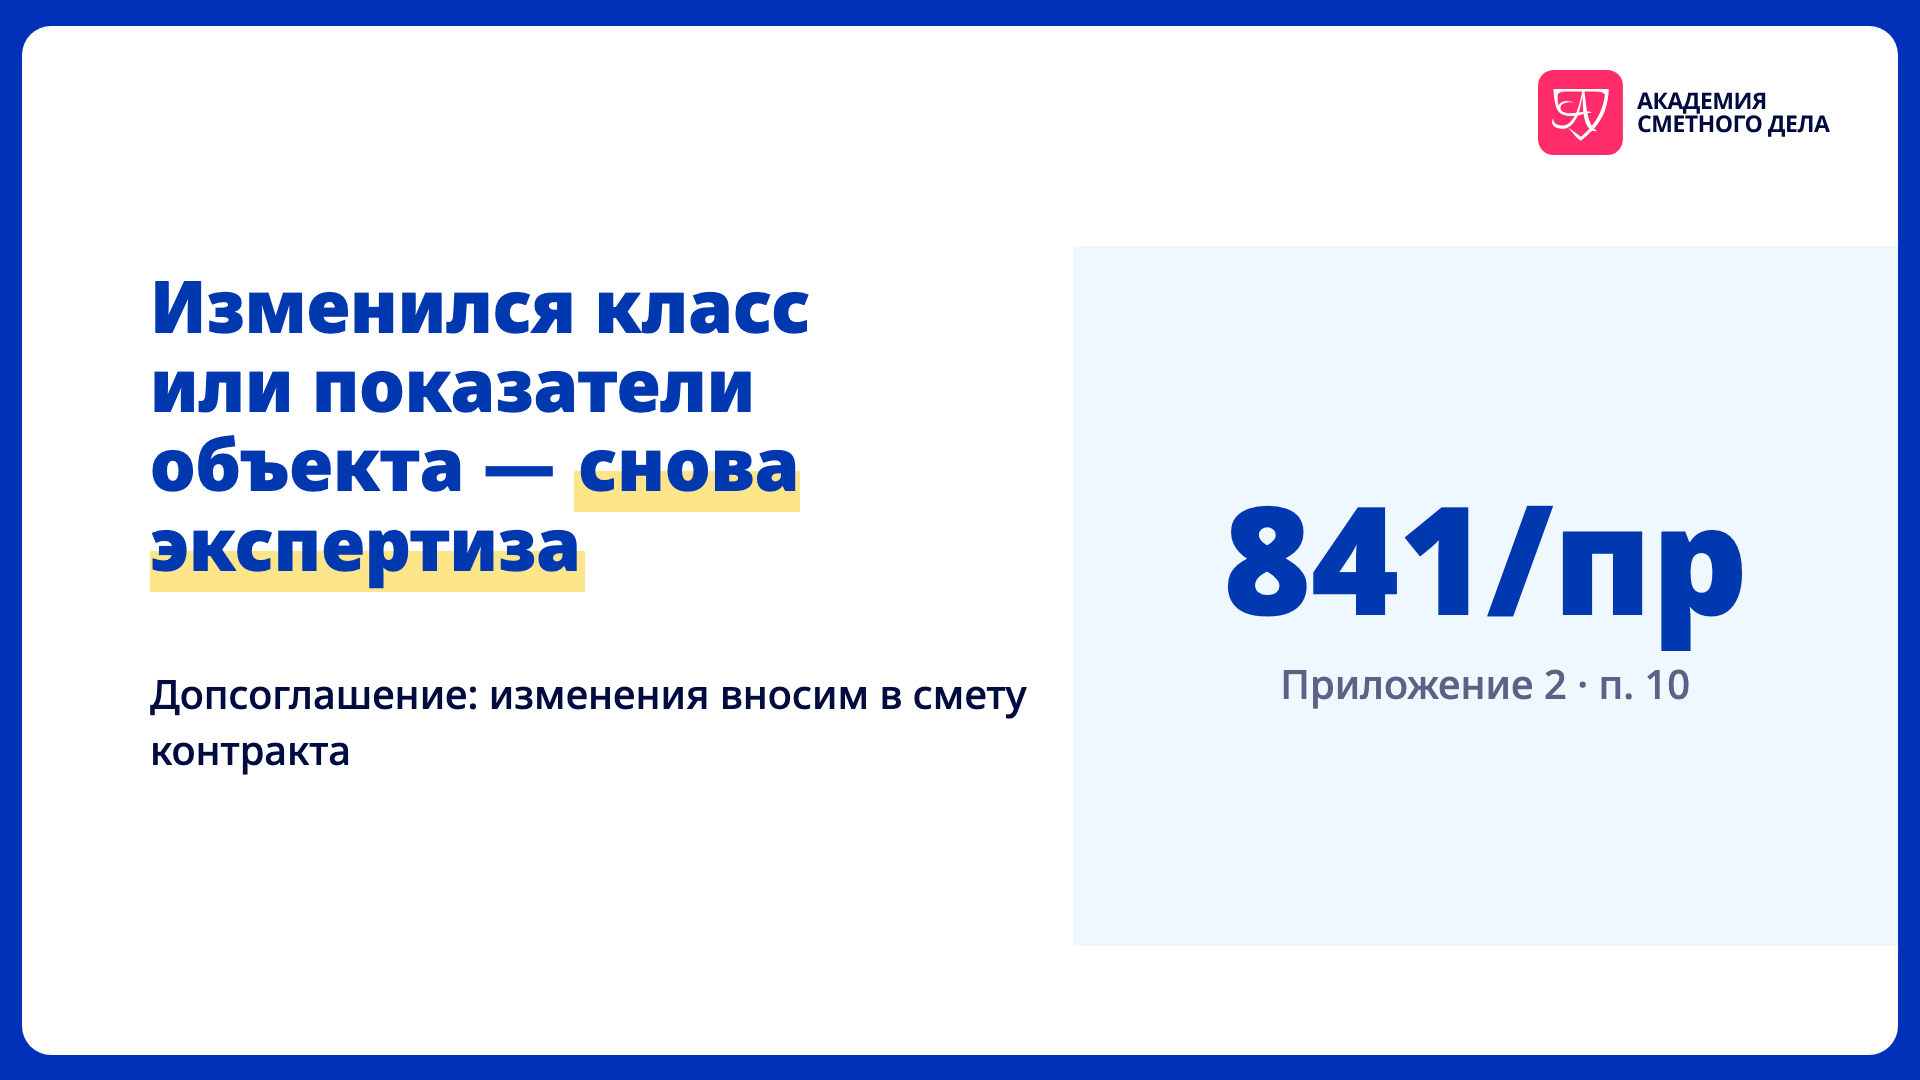 АКАДЕМИЯ
СМЕТНОГО ДЕЛА
Изменился класс
или показатели
объекта — снова
экспертиза
Допсоглашение: изменения вносим в смету
контракта
841/пр
Приложение 2 · п. 10